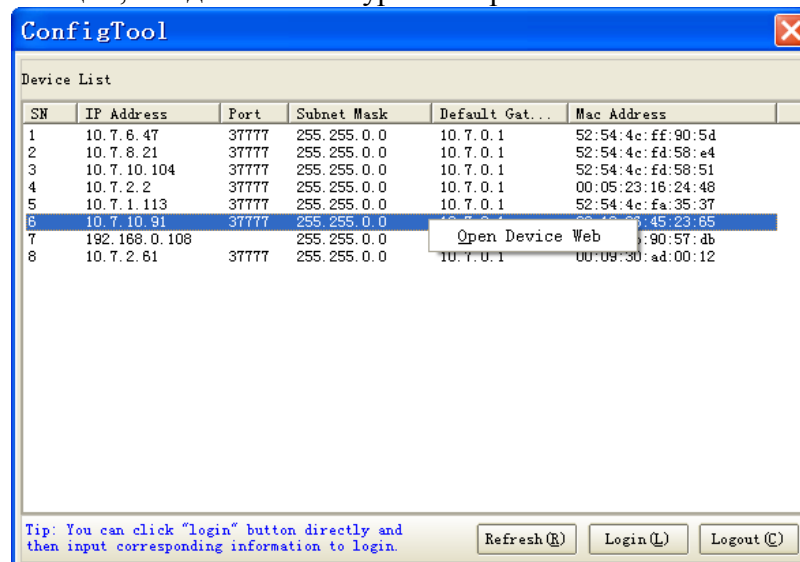 ConfigTool
Device List
SN IP Address Port Subnet Mask Default Gat... Mac Address
1 10.7.6.47 37777 255.255.0.0 10.7.0.1 52:54:4c:ff:90:5d
2 10.7.8.21 37777 255.255.0.0 10.7.0.1 52:54:4c:fd:58:e4
3 10.7.10.104 37777 255.255.0.0 10.7.0.1 52:54:4c:fd:58:51
4 10.7.2.2 37777 255.255.0.0 10.7.0.1 00:05:23:16:24:48
5 10.7.1.113 37777 255.255.0.0 10.7.0.1 52:54:4c:fa:35:37
6 10.7.10.91 37777 255.255.0.0 :45:23:65
Open Device Web
7 192.168.0.108 255.255.0.0 :90:57:db
8 10.7.2.61 37777 255.255.0.0 10.7.0.1 00:09:30:ad:00:12
Tip: You can click "login" button directly and
then input corresponding information to login.
Refresh(R) Login(L) Logout(C)